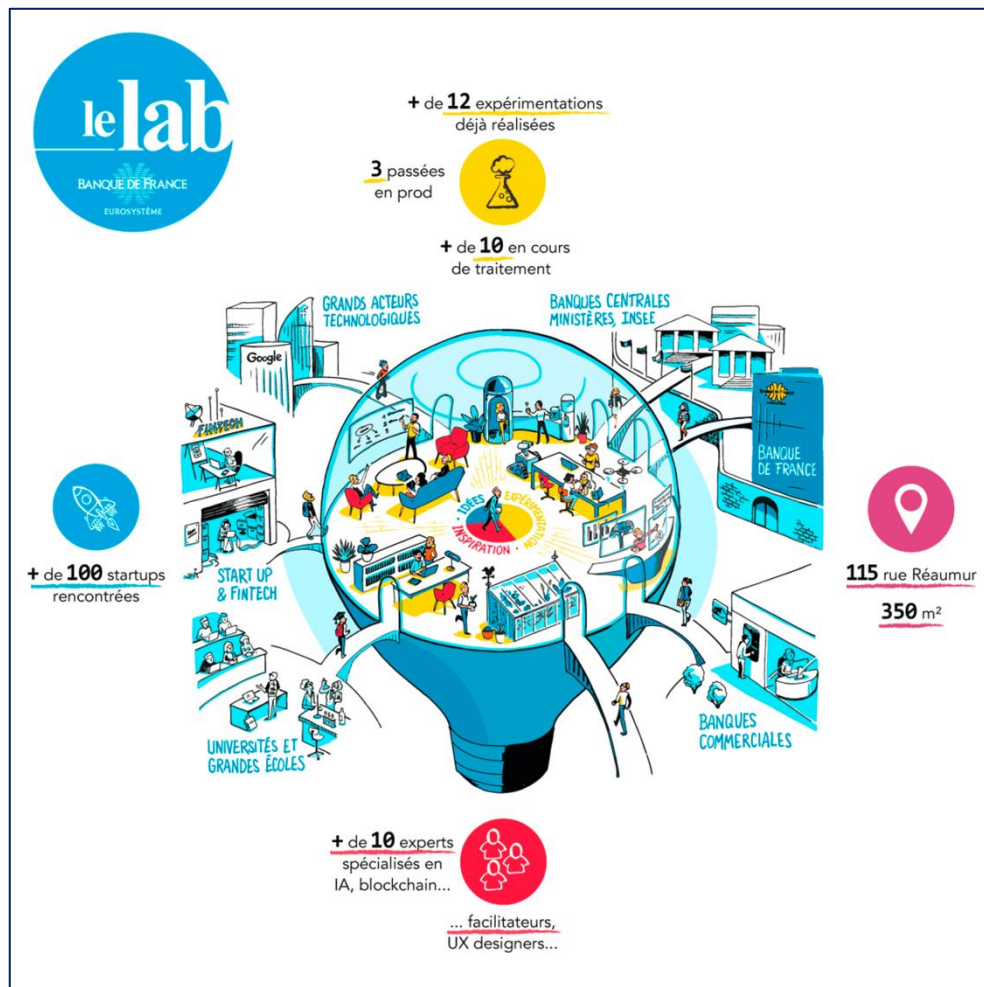 le lab
BANQUE DE FRANCE
EUROSYSTÈME
+ de 12 expérimentations
déjà réalisées
3 passées
en prod
+ de 10 en cours
de traitement
GRANDS ACTEURS
TECHNOLOGIQUES
BANQUES CENTRALES
MINISTÈRES, INSEE
Google
FINTECH
BANQUE
DE FRANCE
IDÉES
EXPÉRIMENTATION
INSPIRATION
+ de 100 startups
rencontrées
START UP
& FINTECH
115 rue Réaumur
350 m²
UNIVERSITÉS ET
GRANDES ÉCOLES
BANQUES
COMMERCIALES
+ de 10 experts
spécialisés en
IA, blockchain...
... facilitateurs,
UX designers...